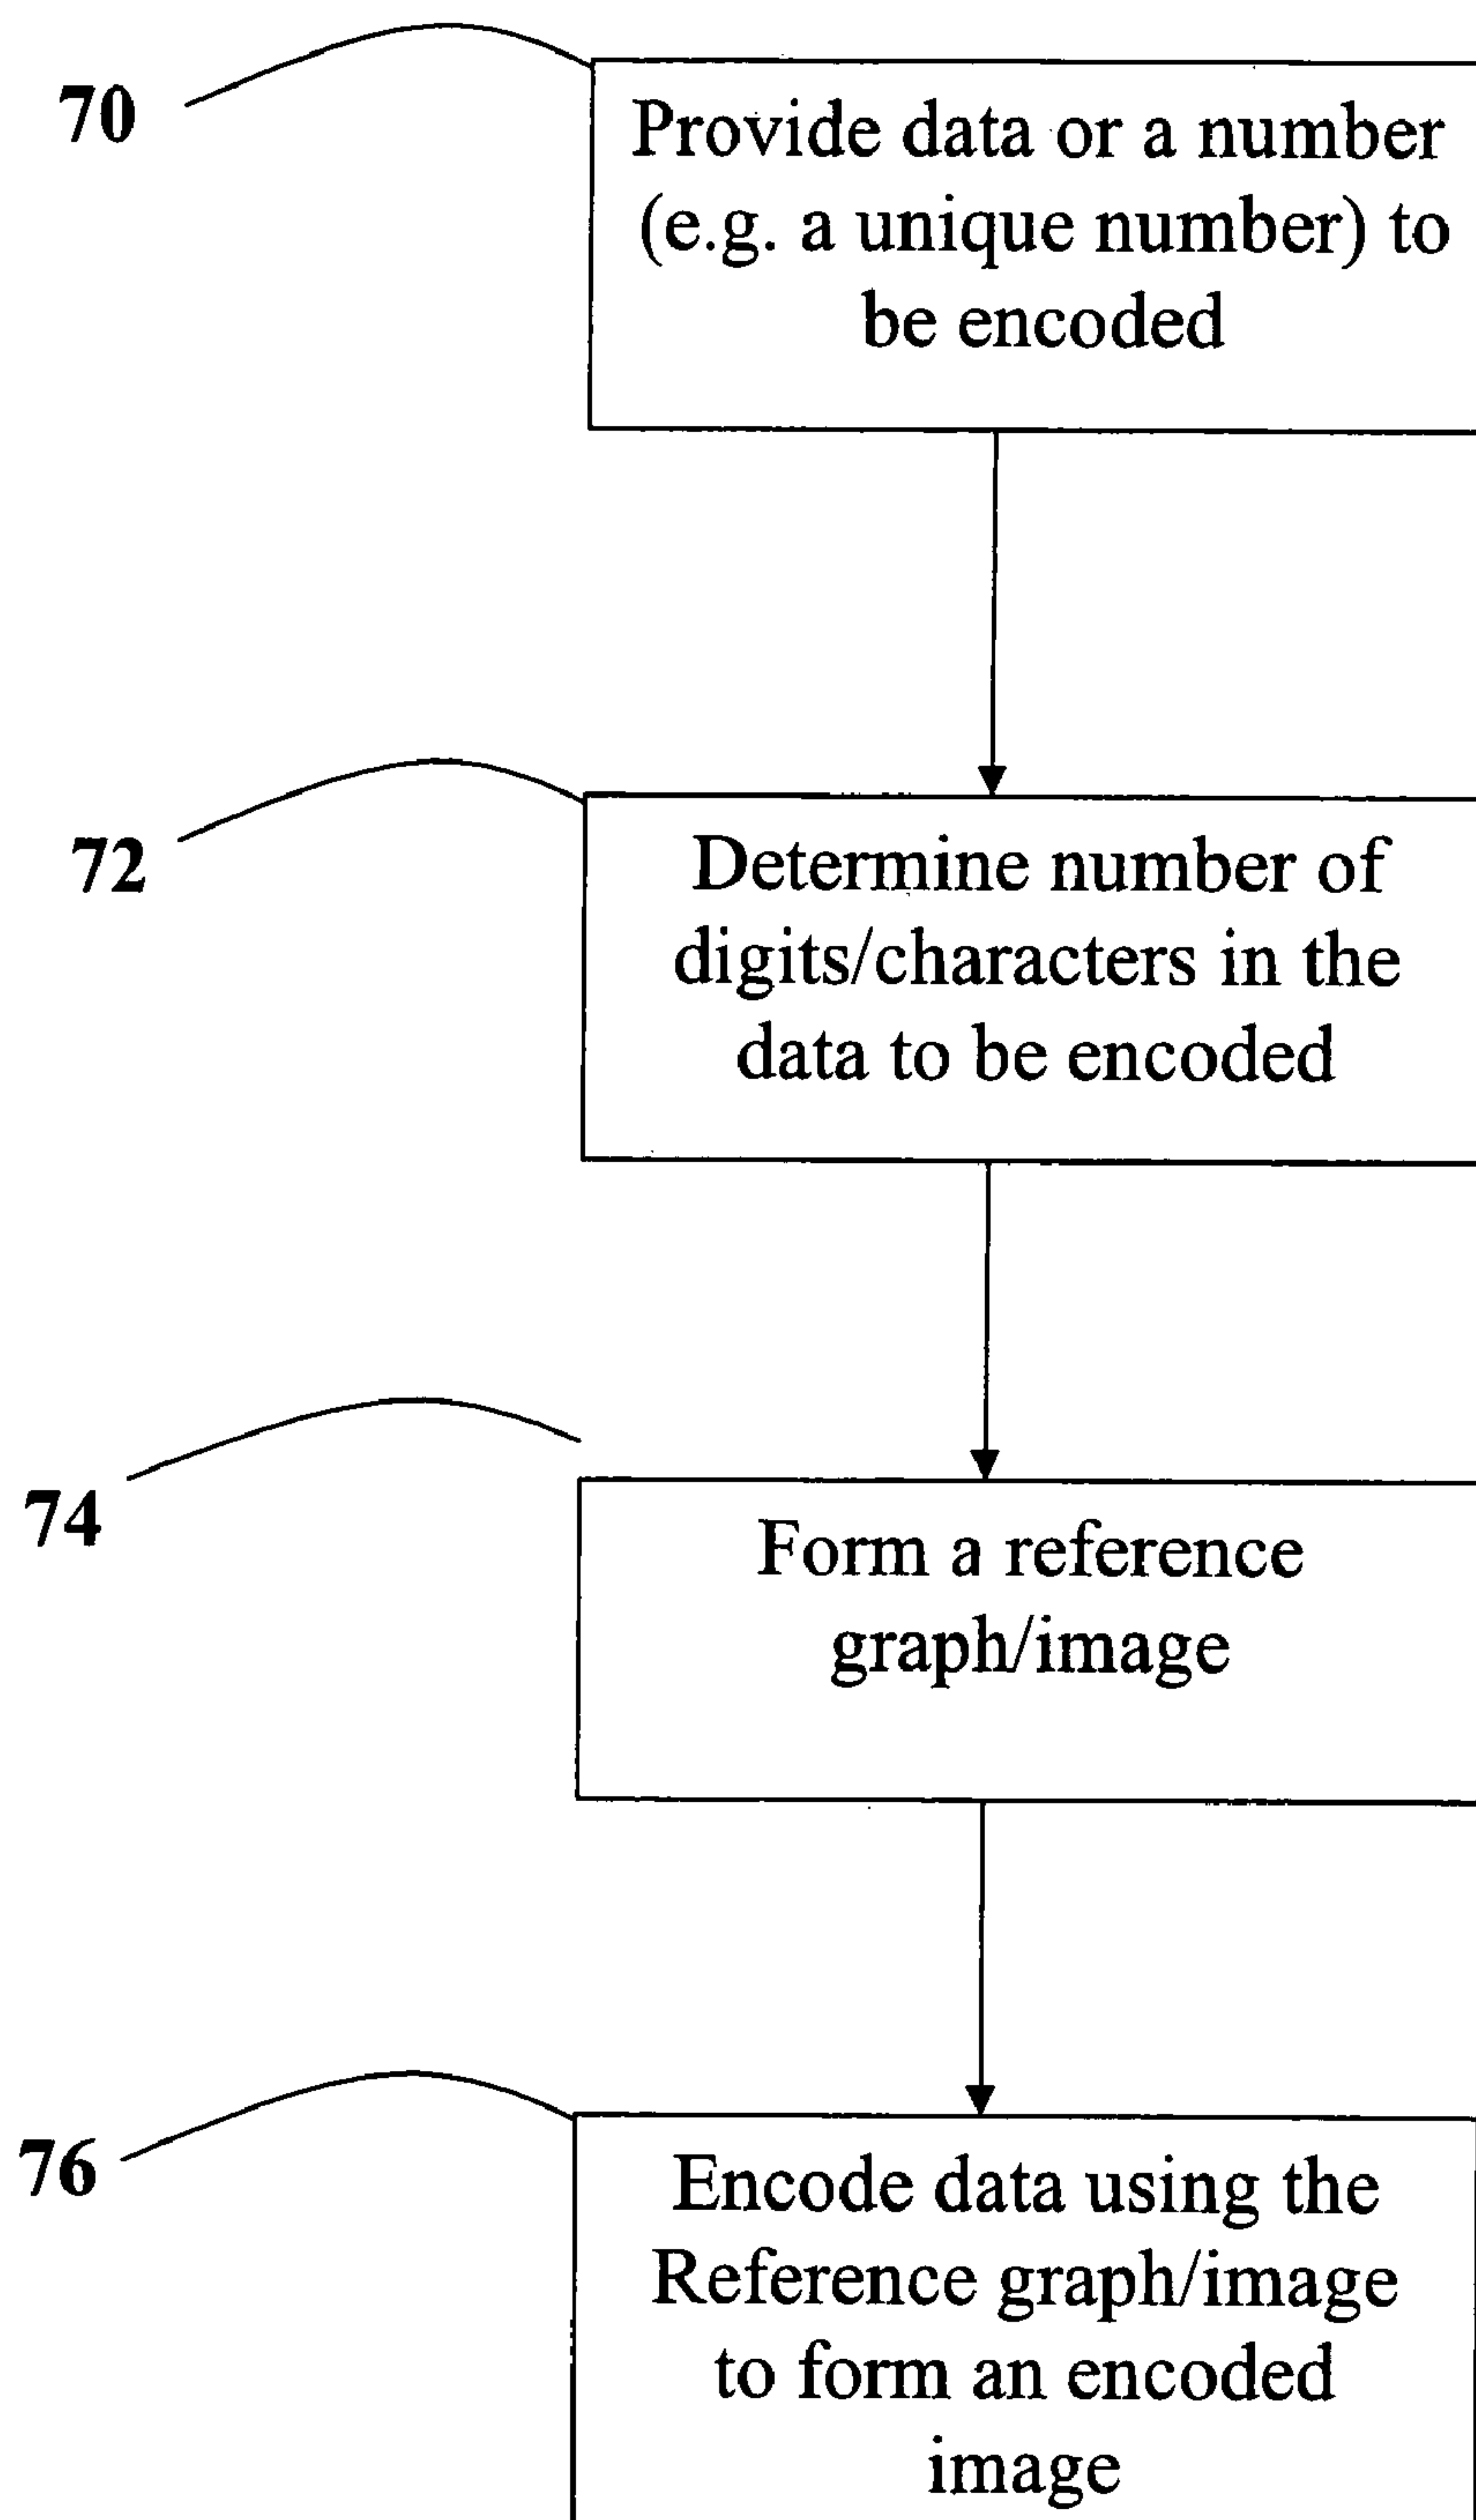 70
Provide data or a number
(e.g. a unique number) to
be encoded
72
Determine number of
digits/characters in the
data to be encoded
74
Form a reference
graph/image
76
Encode data using the
Reference graph/image
to form an encoded
image